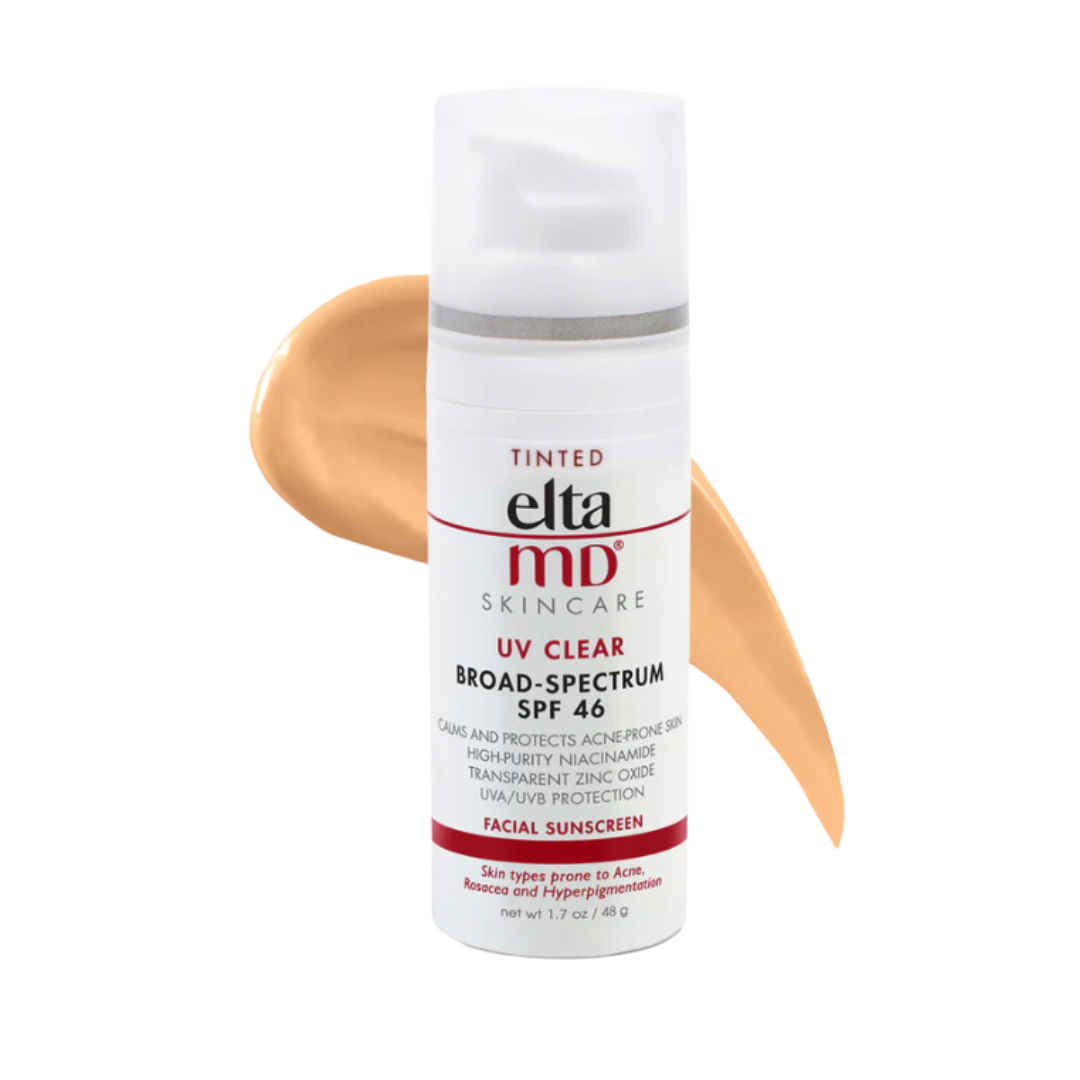 TINTED
elta
MD®
SKINCARE
UV CLEAR
BROAD-SPECTRUM
SPF 46
CALMS AND PROTECTS ACNE-PRONE SKIN
HIGH-PURITY NIACINAMIDE
TRANSPARENT ZINC OXIDE
UVA/UVB PROTECTION
FACIAL SUNSCREEN
Skin types prone to Acne,
Rosacea and Hyperpigmentation
net wt 1.7 oz / 48 g